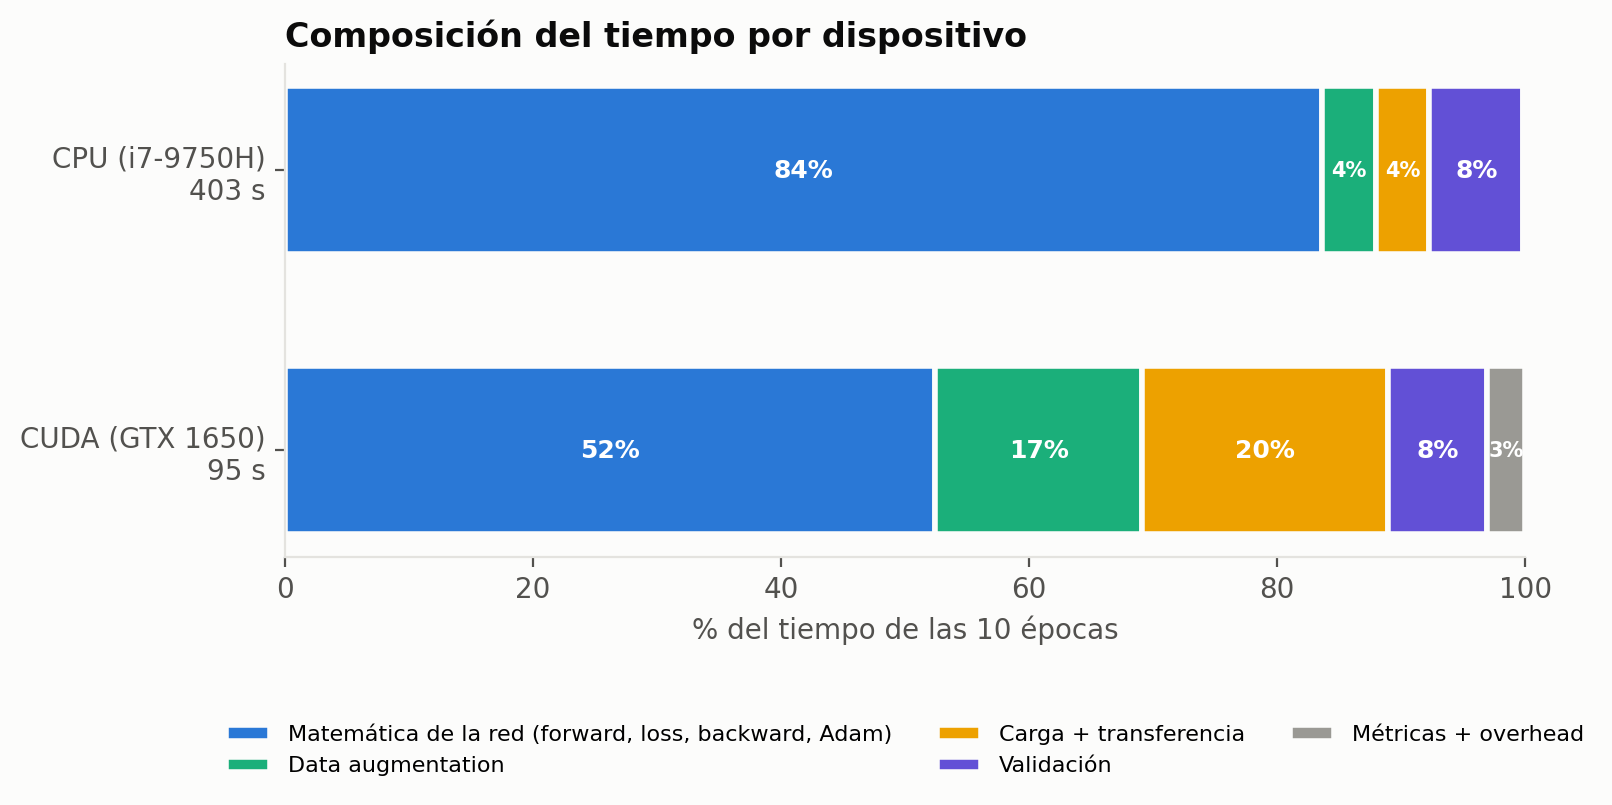 Composición del tiempo por dispositivo
CPU (i7-9750H)
403 s
84%
4%
4%
8%
CUDA (GTX 1650)
95 s
52%
17%
20%
8%
3%
0 20 40 60 80 100
% del tiempo de las 10 épocas
Matemática de la red (forward, loss, backward, Adam)
Data augmentation
Carga + transferencia
Validación
Métricas + overhead